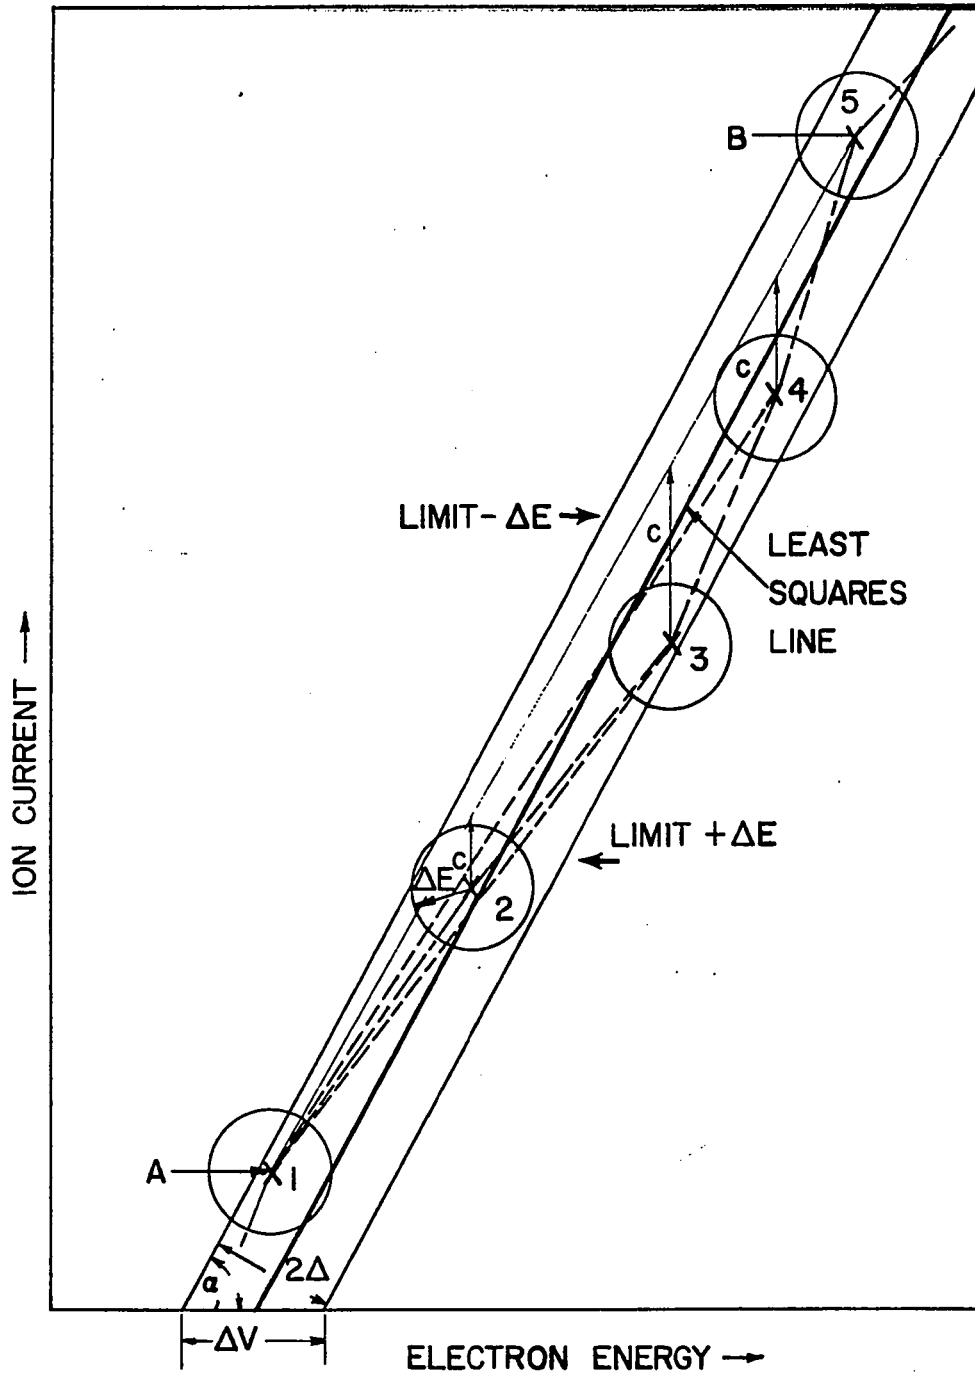 5
B
C
4
LIMIT - ΔE
C
LEAST
SQUARES
LINE
3
ION CURRENT
LIMIT + ΔE
C
ΔE
2
A
1
2Δ
α
ΔV
ELECTRON ENERGY